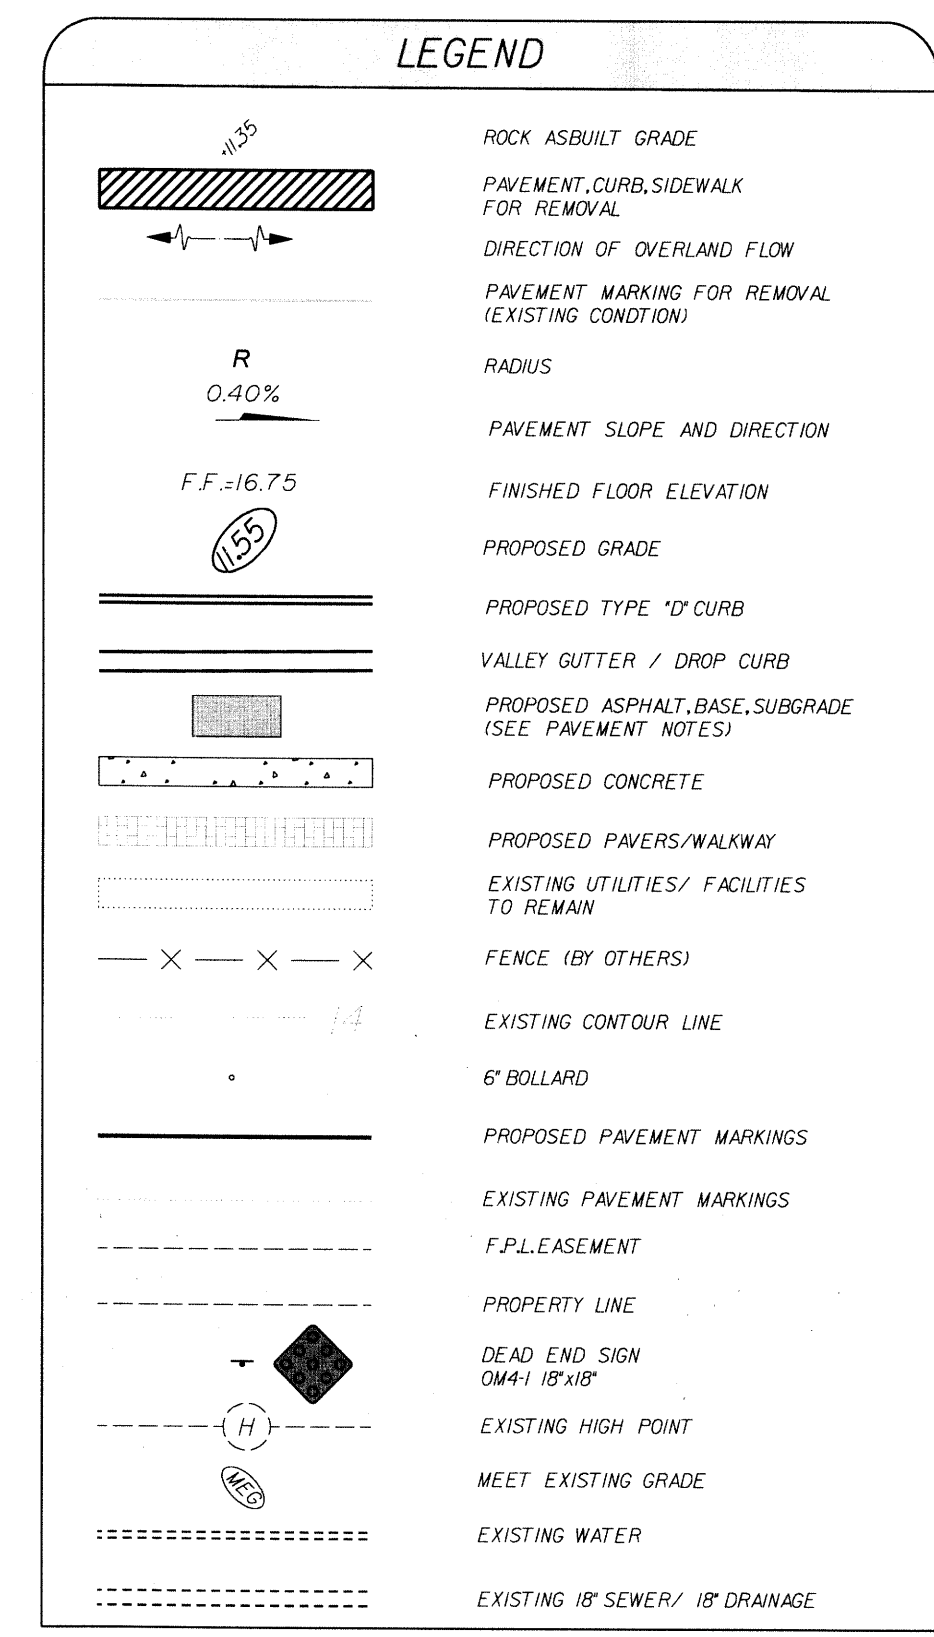 LEGEND
+11.35
ROCK ASBUILT GRADE
PAVEMENT, CURB, SIDEWALK
FOR REMOVAL
DIRECTION OF OVERLAND FLOW
PAVEMENT MARKING FOR REMOVAL
(EXISTING CONDTION)
R
RADIUS
0.40%
PAVEMENT SLOPE AND DIRECTION
F.F.=16.75
FINISHED FLOOR ELEVATION
11.55
PROPOSED GRADE
PROPOSED TYPE "D" CURB
VALLEY GUTTER / DROP CURB
PROPOSED ASPHALT, BASE, SUBGRADE
(SEE PAVEMENT NOTES)
PROPOSED CONCRETE
PROPOSED PAVERS/WALKWAY
EXISTING UTILITIES/ FACILITIES
TO REMAIN
FENCE (BY OTHERS)
14
EXISTING CONTOUR LINE
6" BOLLARD
PROPOSED PAVEMENT MARKINGS
EXISTING PAVEMENT MARKINGS
F.P.L. EASEMENT
PROPERTY LINE
DEAD END SIGN
OM4-1 18"x18"
H
EXISTING HIGH POINT
MEG
MEET EXISTING GRADE
EXISTING WATER
EXISTING 18" SEWER/ 18" DRAINAGE